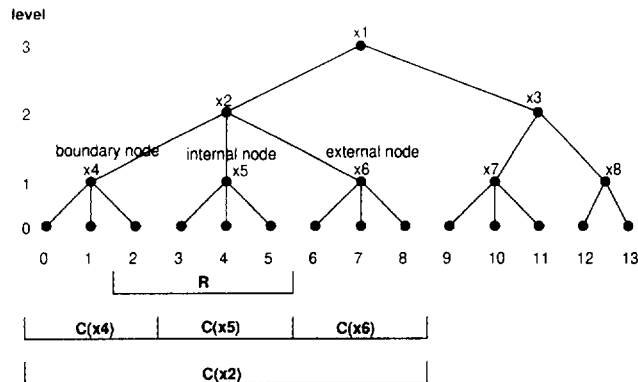 level
x1
3
x2
x3
2
boundary node
internal node
external node
x4
x5
x6
x7
x8
1
0
0 1 2 3 4 5 6 7 8 9 10 11 12 13
R
C(x4) C(x5) C(x6)
C(x2)